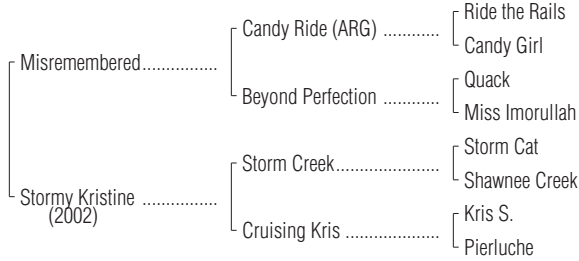 Ride the Rails
Candy Ride (ARG) ............
Candy Girl
Misremembered................
Quack
Beyond Perfection ............
Miss Imorullah
Storm Cat
Storm Creek......................
Shawnee Creek
Stormy Kristine ................
(2002)
Kris S.
Cruising Kris ....................
Pierluche